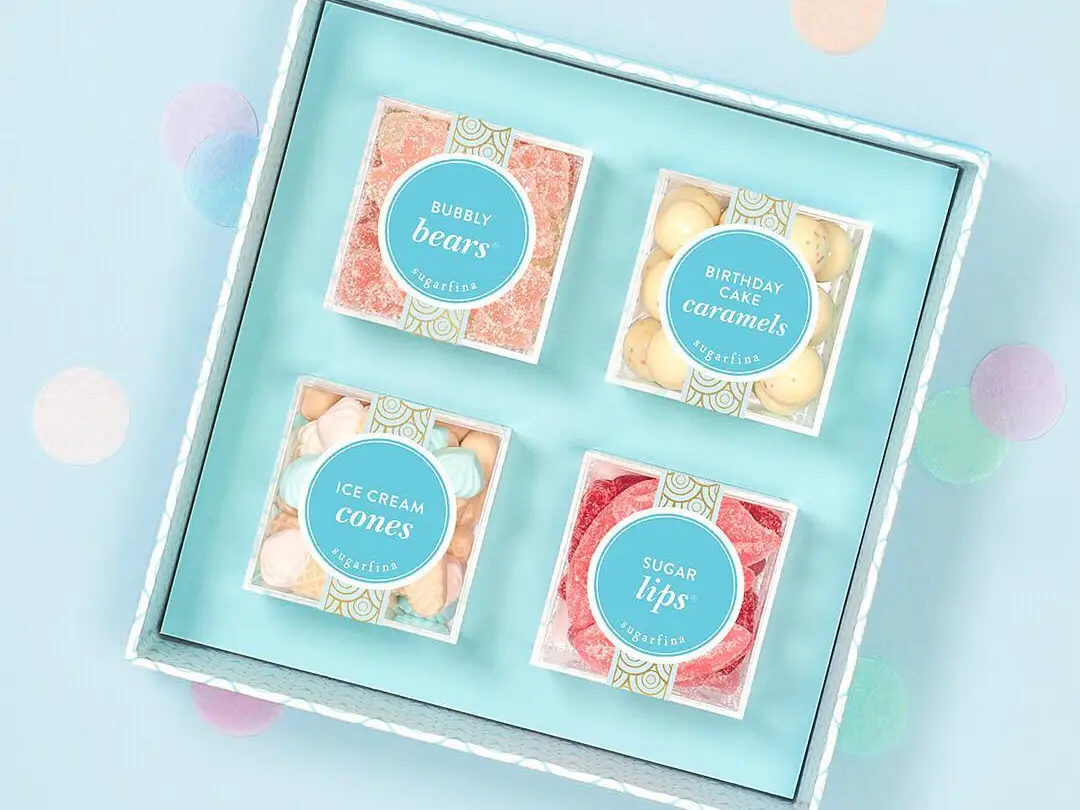 BUBBLY
bears®
sugarfina
BIRTHDAY
CAKE
caramels
sugarfina
ICE CREAM
cones
sugarfina
SUGAR
lips®
sugarfina